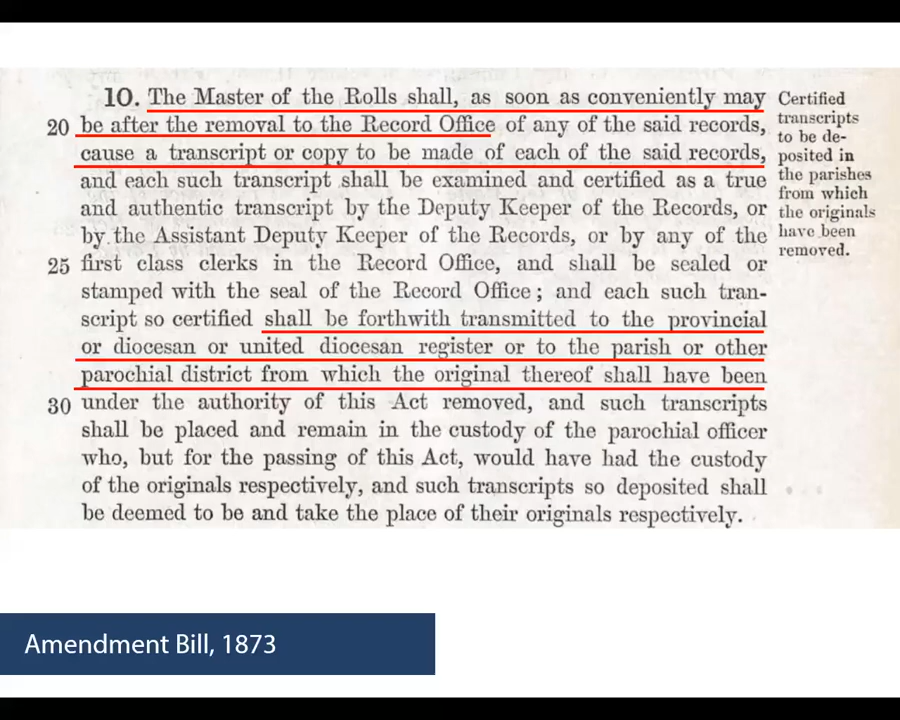 10. The Master of the Rolls shall, as soon as conveniently may
20 be after the removal to the Record Office of any of the said records,
cause a transcript or copy to be made of each of the said records,
and each such transcript shall be examined and certified as a true
and authentic transcript by the Deputy Keeper of the Records, or
by the Assistant Deputy Keeper of the Records, or by any of the
25 first class clerks in the Record Office, and shall be sealed or
stamped with the seal of the Record Office; and each such tran-
script so certified shall be forthwith transmitted to the provincial
or diocesan or united diocesan register or to the parish or other
parochial district from which the original thereof shall have been
30 under the authority of this Act removed, and such transcripts
shall be placed and remain in the custody of the parochial officer
who, but for the passing of this Act, would have had the custody
of the originals respectively, and such transcripts so deposited shall
be deemed to be and take the place of their originals respectively.
Certified
transcripts
to be de-
posited in
the parishes
from which
the originals
have been
removed.
Amendment Bill, 1873